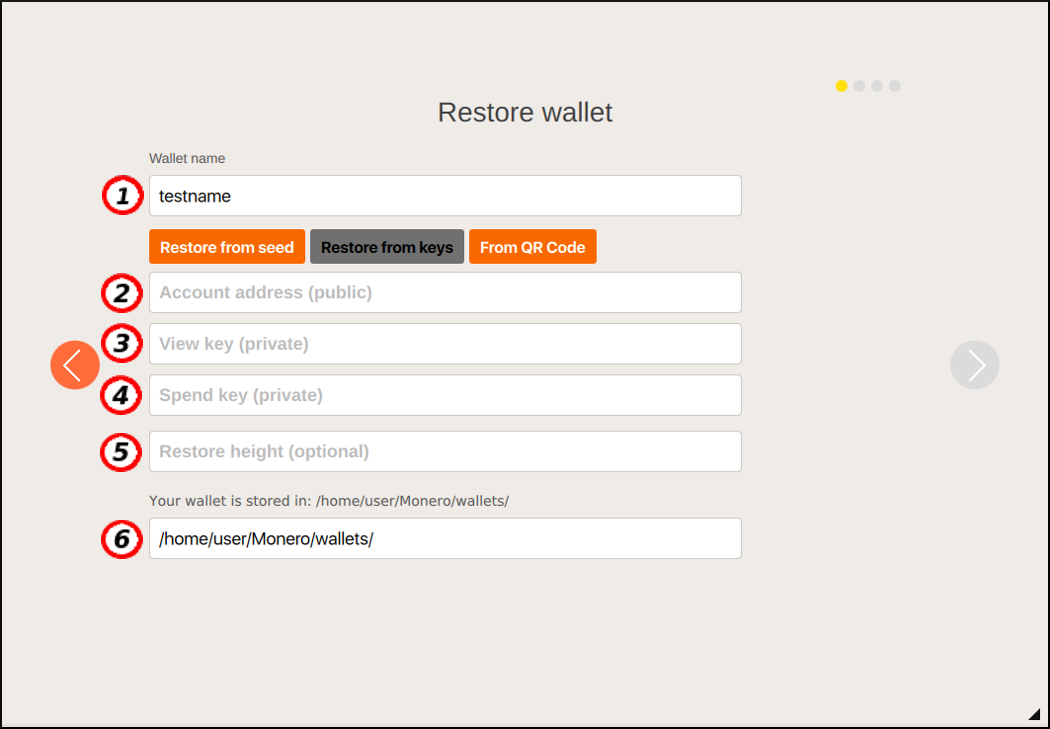 Restore wallet
Wallet name
1 testname
Restore from seed Restore from keys From QR Code
2 Account address (public)
3 View key (private)
4 Spend key (private)
5 Restore height (optional)
Your wallet is stored in: /home/user/Monero/wallets/
6 /home/user/Monero/wallets/